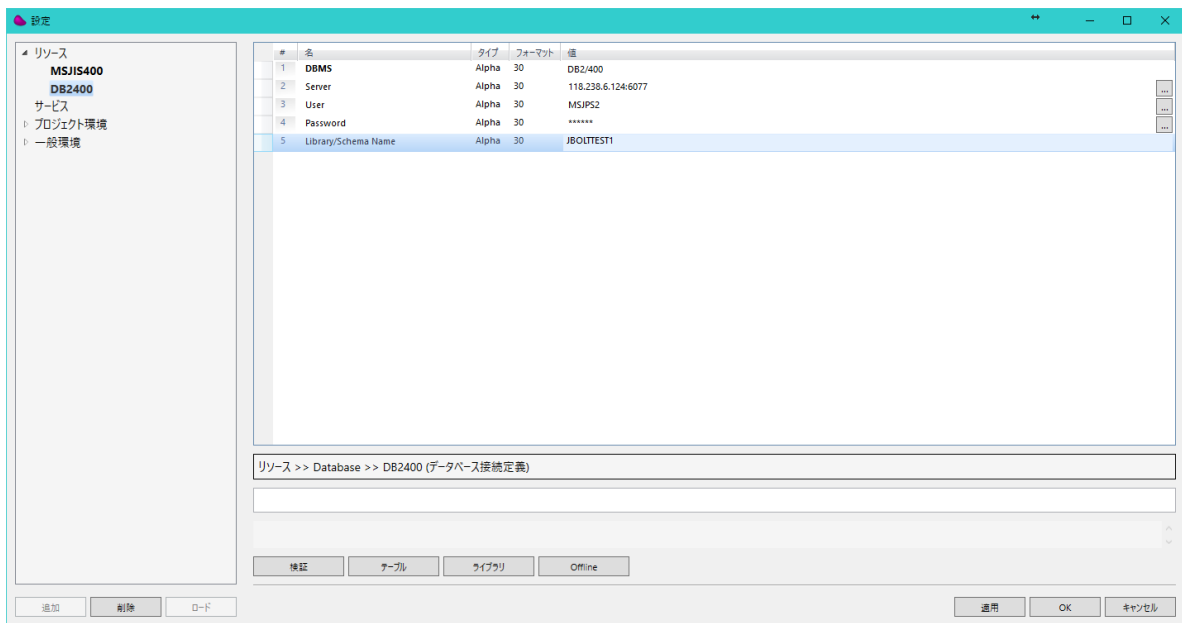 設定
リソース
MSJIS400
DB2400
サービス
プロジェクト環境
一般環境
# 名 タイプ フォーマット 値
1 DBMS Alpha 30 DB2/400
2 Server Alpha 30 118.238.6.124:6077 ...
3 User Alpha 30 MSJPS2 ...
4 Password Alpha 30 ****** ...
5 Library/Schema Name Alpha 30 JBOLTTEST1
リソース >> Database >> DB2400 (データベース接続定義)
検証 テーブル ライブラリ Offline
追加 削除 ロード 適用 OK キャンセル